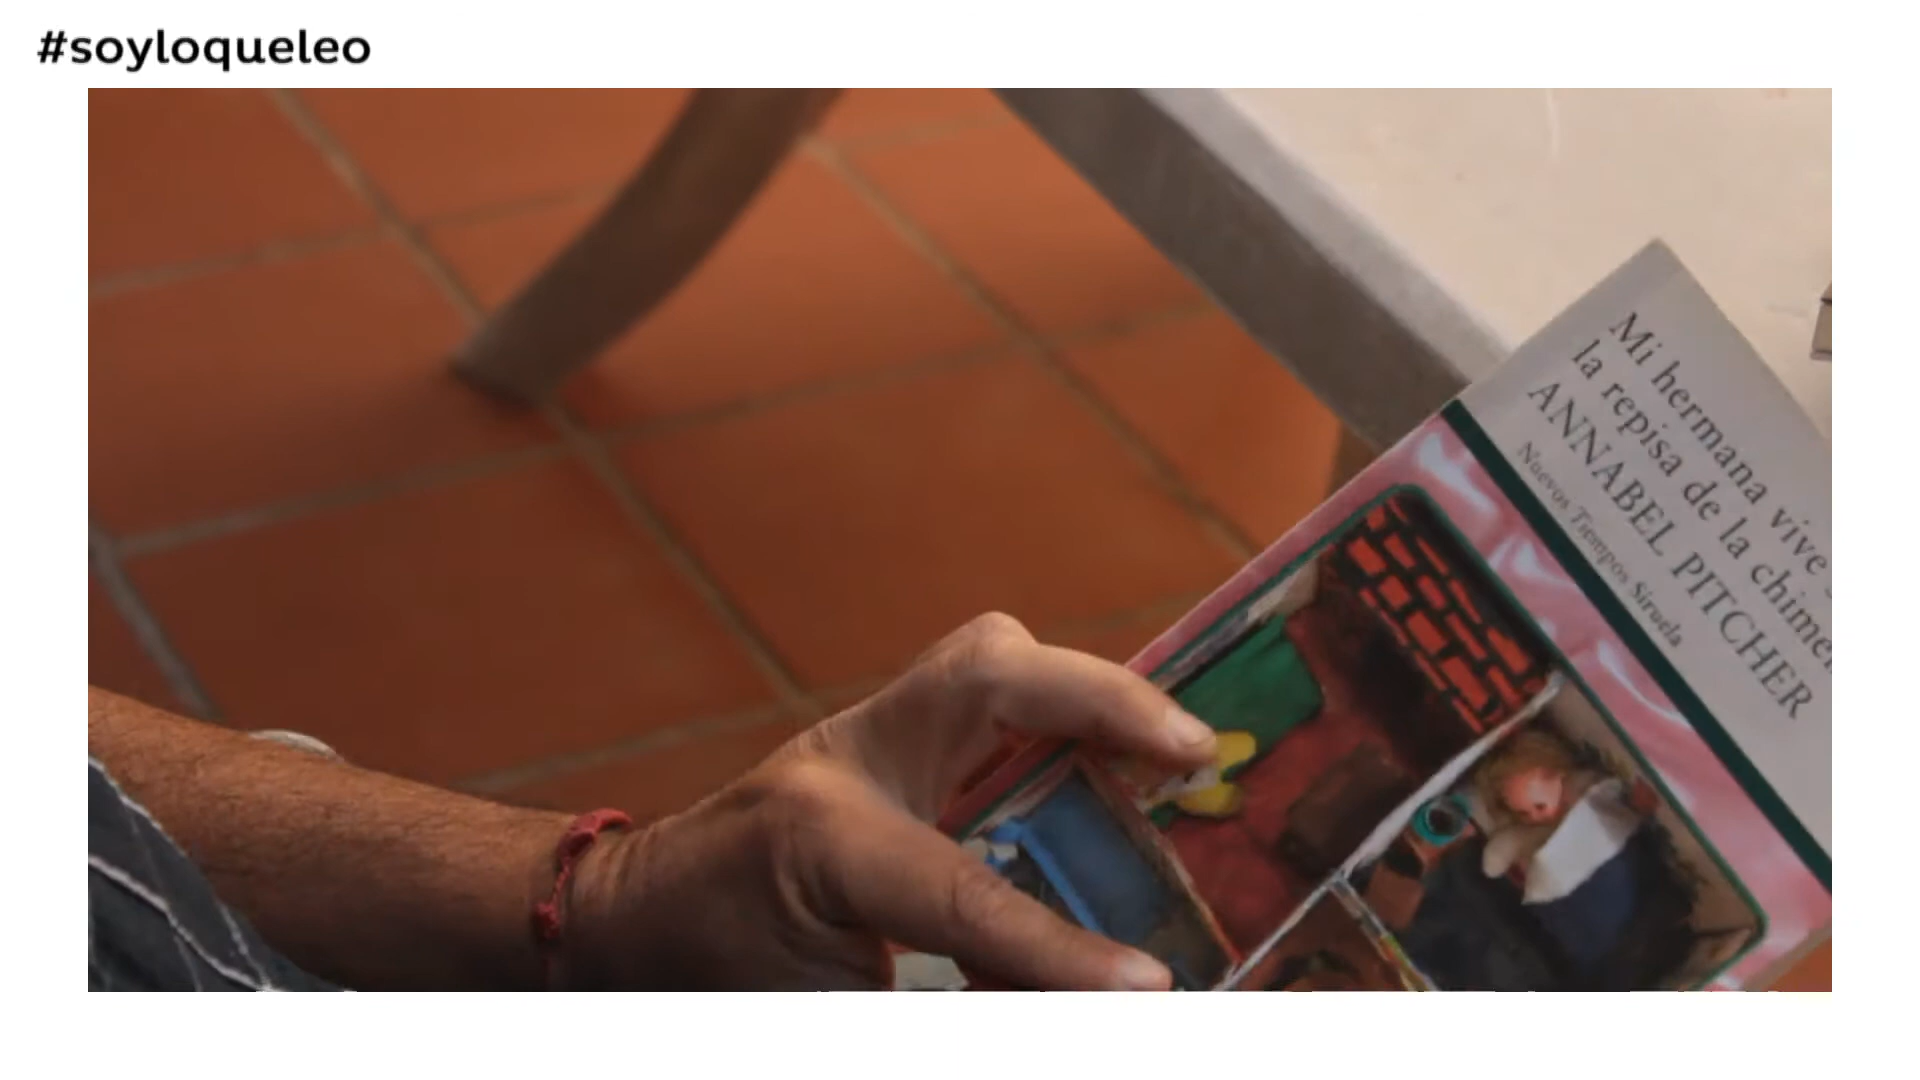 #soyloqueleo
Mi hermana vive
la repisa de la chime
ANNABEL PITCHER
Nuevos Tiempos Siruela